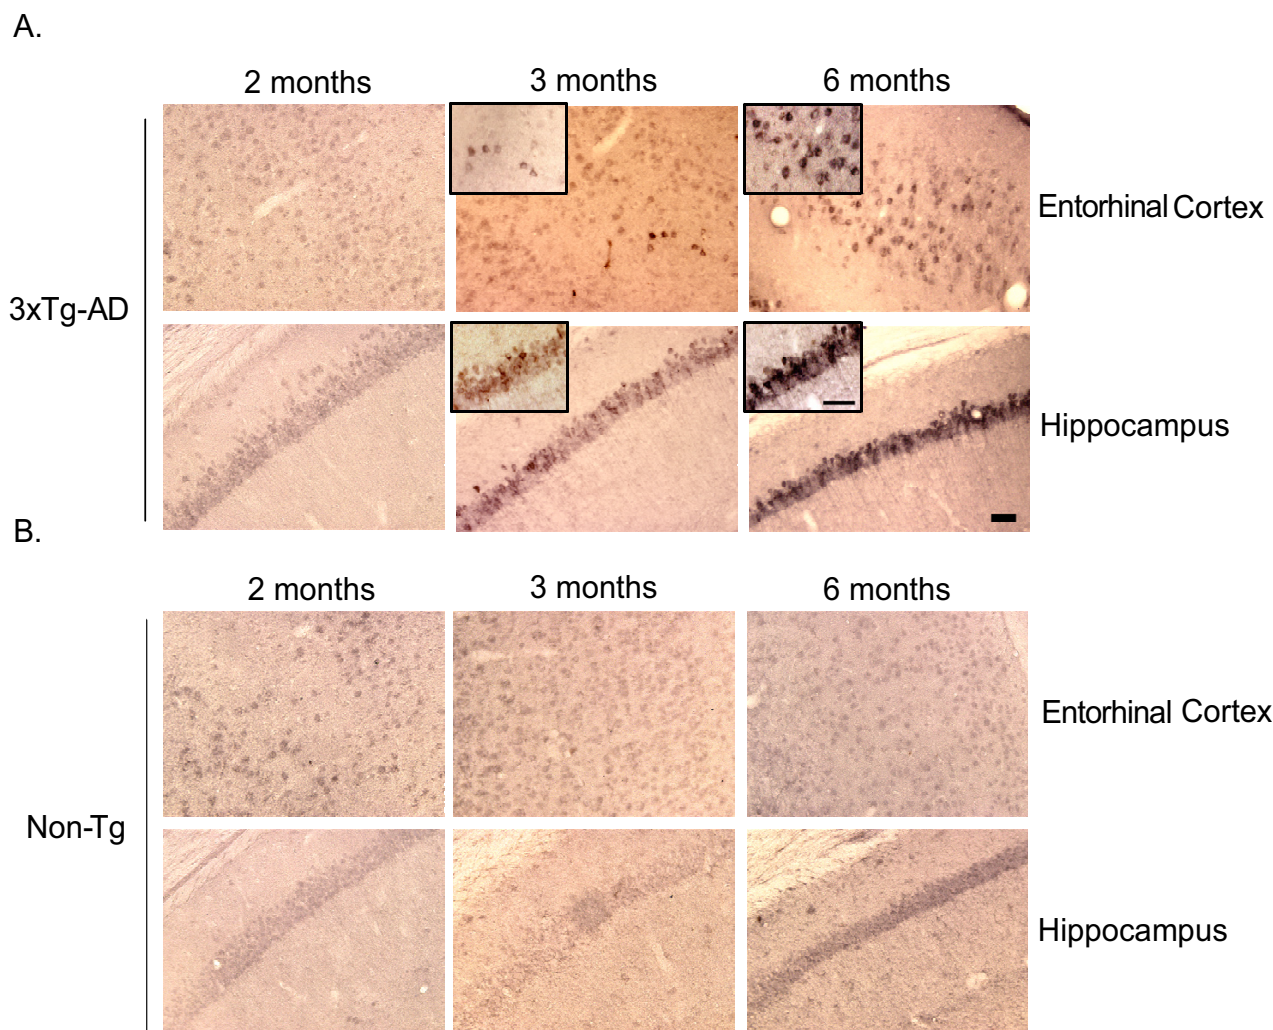 A.
2 months 3 months 6 months
3xTg-AD
Entorhinal Cortex
Hippocampus
B.
2 months 3 months 6 months
Non-Tg
Entorhinal Cortex
Hippocampus